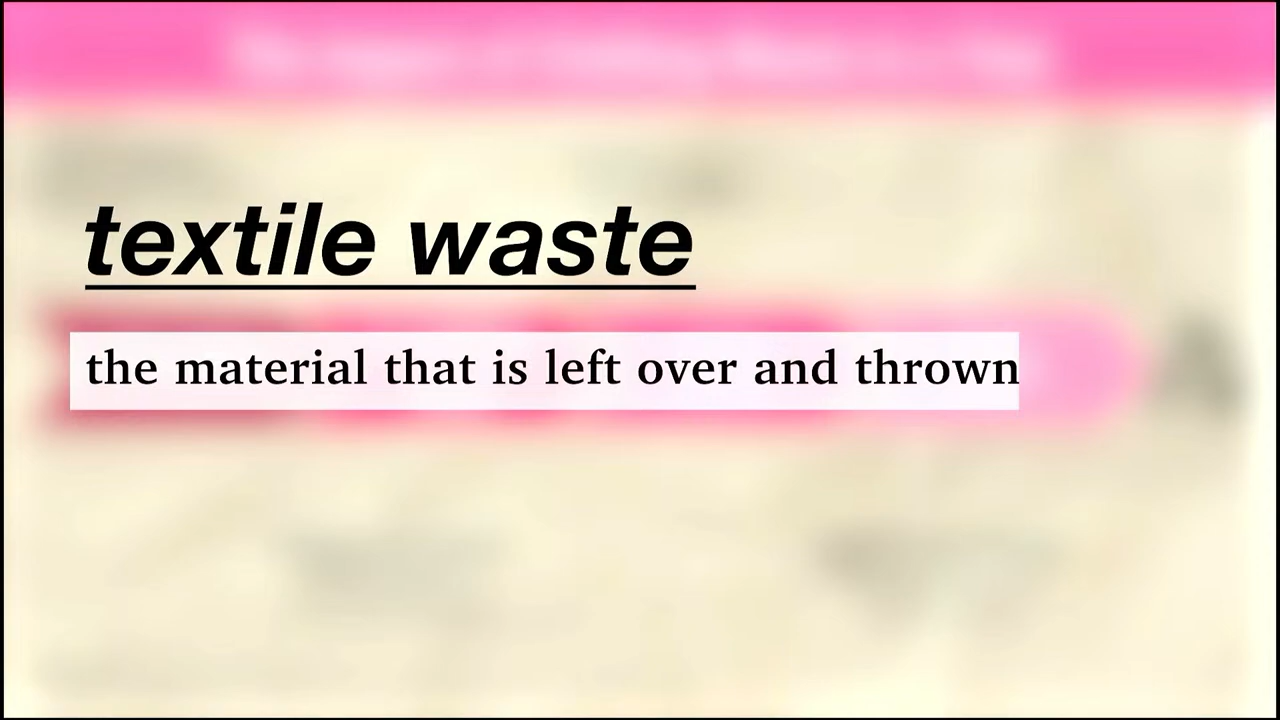 textile waste
the material that is left over and thrown